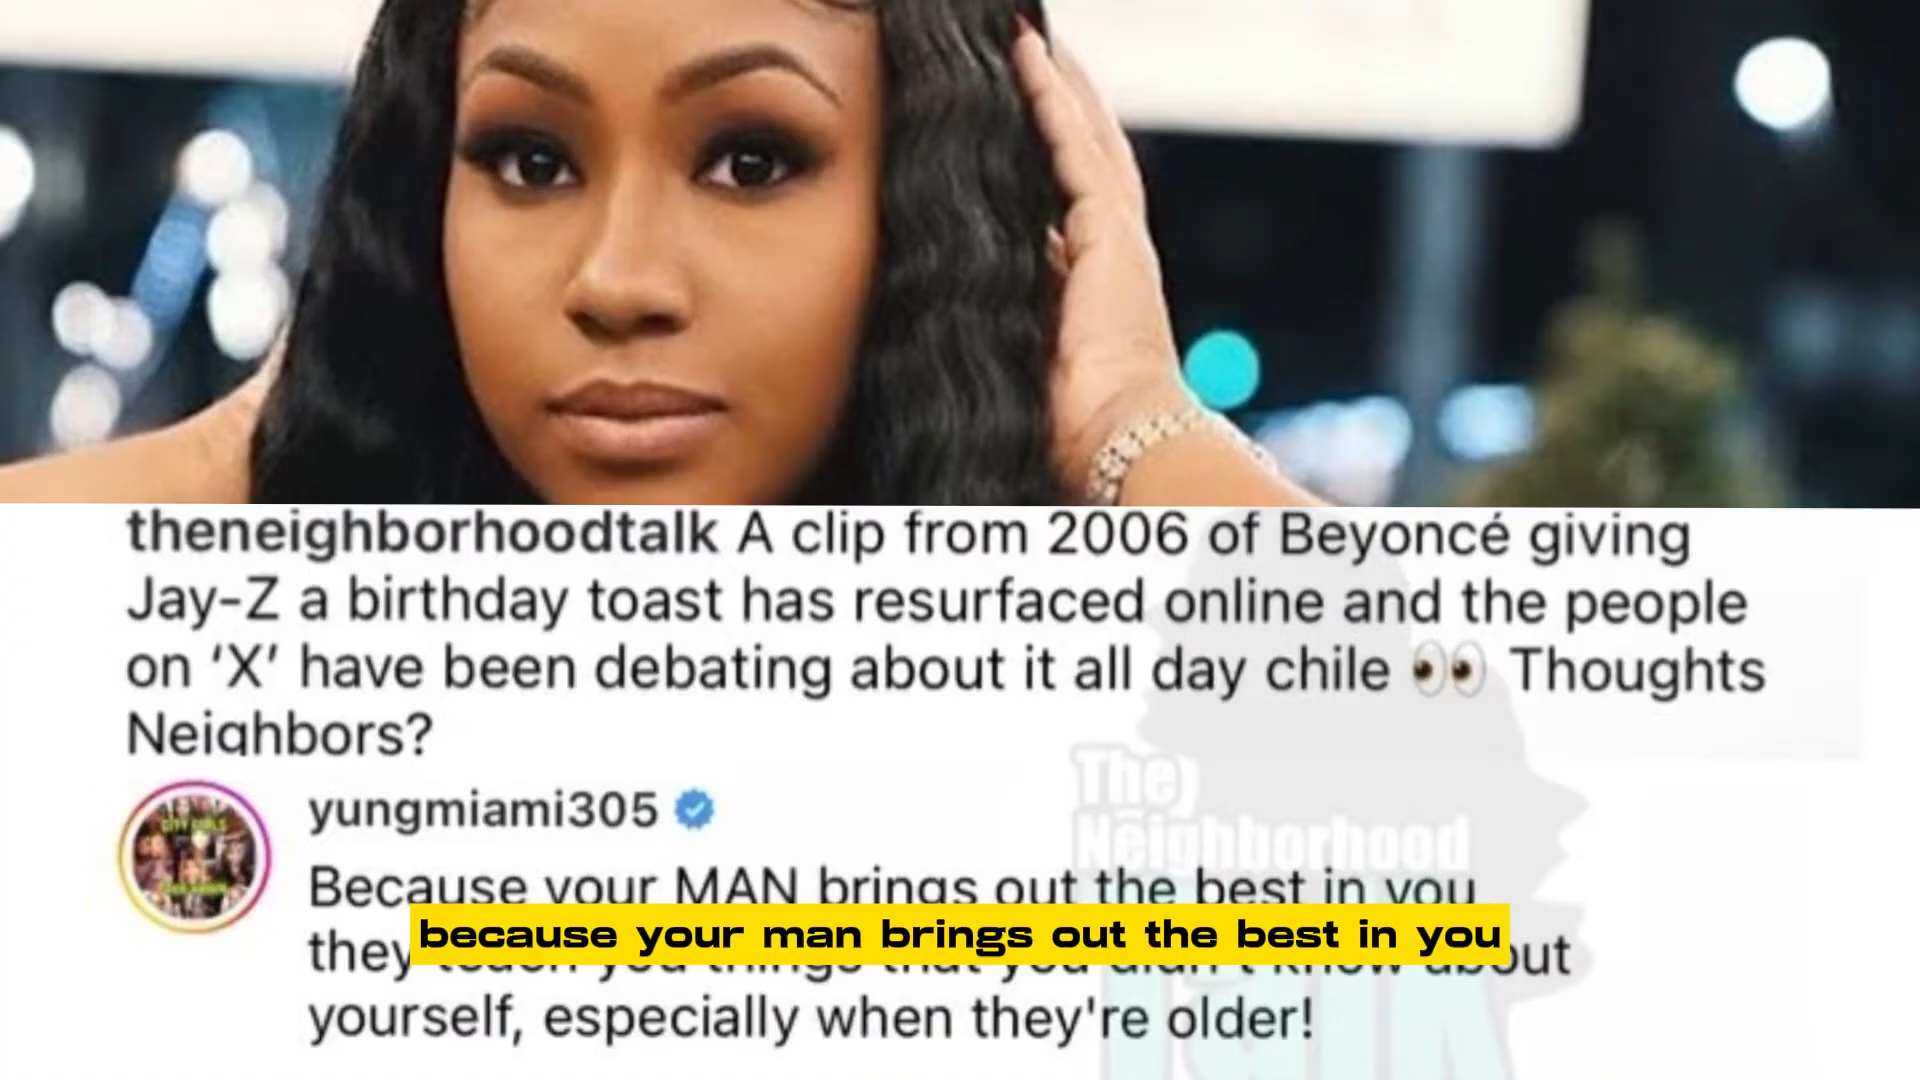 theneighborhoodtalk A clip from 2006 of Beyoncé giving
Jay-Z a birthday toast has resurfaced online and the people
on ‘X’ have been debating about it all day chile 👀 Thoughts
Neighbors?
yungmiami305
Because your MAN brings out the best in you
because your man brings out the best in you
they teach you things that you didn't know about
yourself, especially when they're older!
The
Neighborhood
Talk
CITY GIRLS